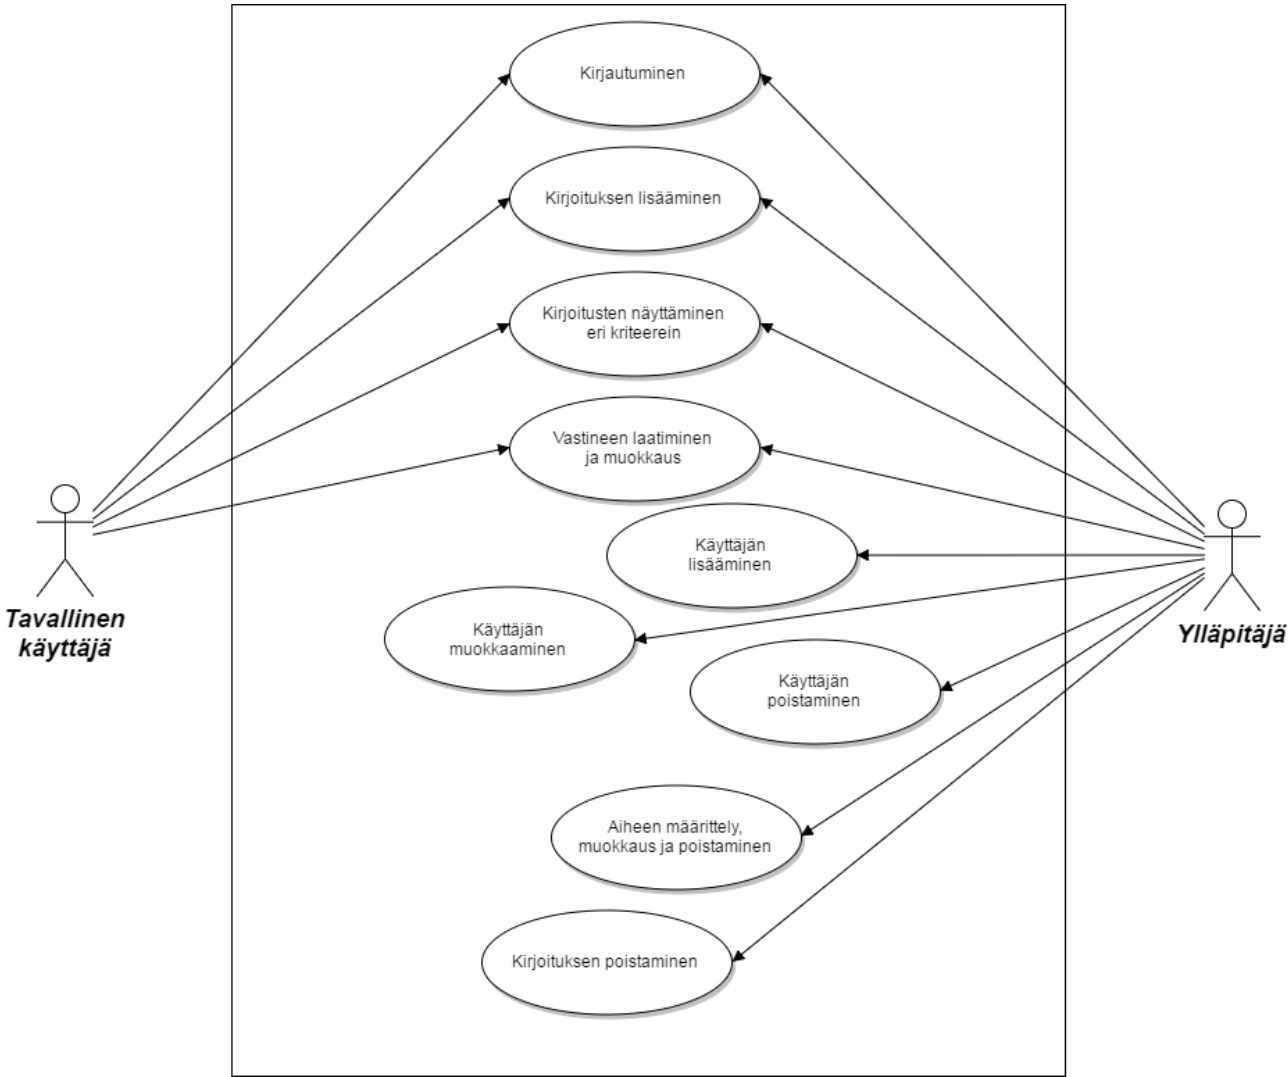 Kirjautuminen
Kirjoituksen lisääminen
Kirjoitusten näyttäminen
eri kriteerein
Vastineen laatiminen
ja muokkaus
Käyttäjän
lisääminen
Tavallinen
käyttäjä
Käyttäjän
muokkaaminen
Ylläpitäjä
Käyttäjän
poistaminen
Aiheen määrittely,
muokkaus ja poistaminen
Kirjoituksen poistaminen